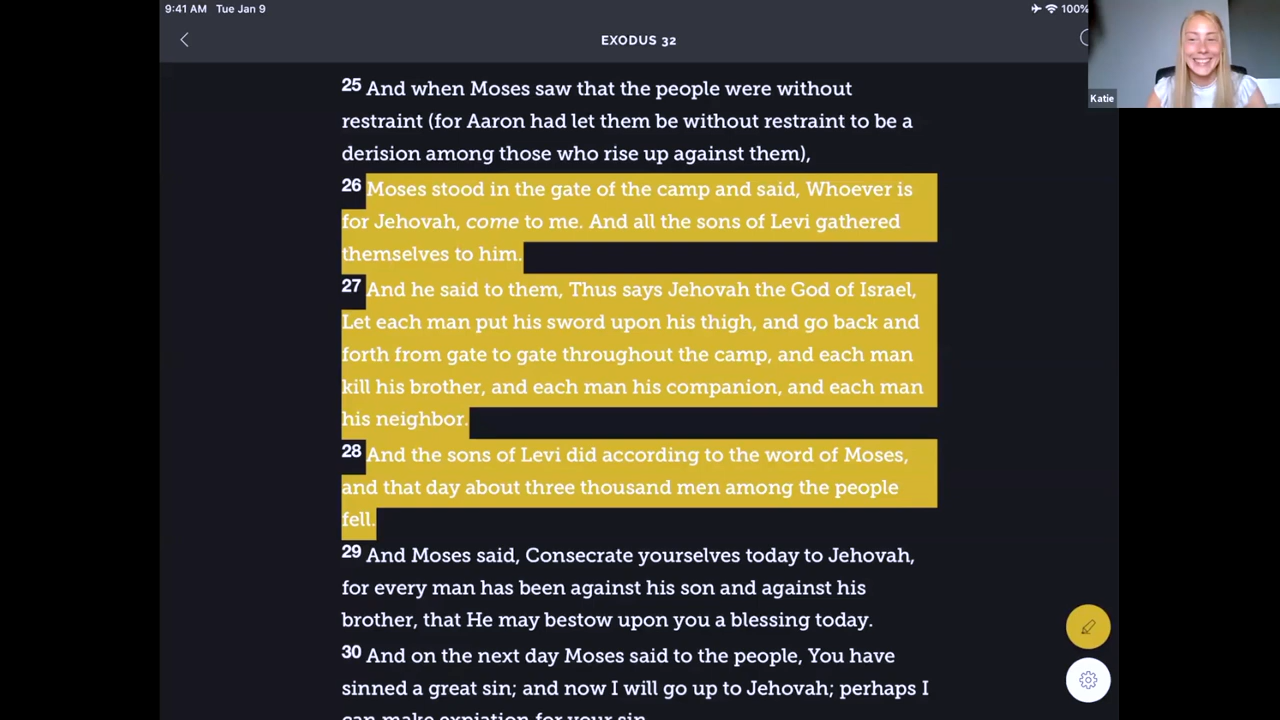 9:41 AM Tue Jan 9 100%
EXODUS 32
Katie
25 And when Moses saw that the people were without
restraint (for Aaron had let them be without restraint to be a
derision among those who rise up against them),
26 Moses stood in the gate of the camp and said, Whoever is
for Jehovah, come to me. And all the sons of Levi gathered
themselves to him.
27 And he said to them, Thus says Jehovah the God of Israel,
Let each man put his sword upon his thigh, and go back and
forth from gate to gate throughout the camp, and each man
kill his brother, and each man his companion, and each man
his neighbor.
28 And the sons of Levi did according to the word of Moses,
and that day about three thousand men among the people
fell.
29 And Moses said, Consecrate yourselves today to Jehovah,
for every man has been against his son and against his
brother, that He may bestow upon you a blessing today.
30 And on the next day Moses said to the people, You have
sinned a great sin; and now I will go up to Jehovah; perhaps I
can make expiation for your sin